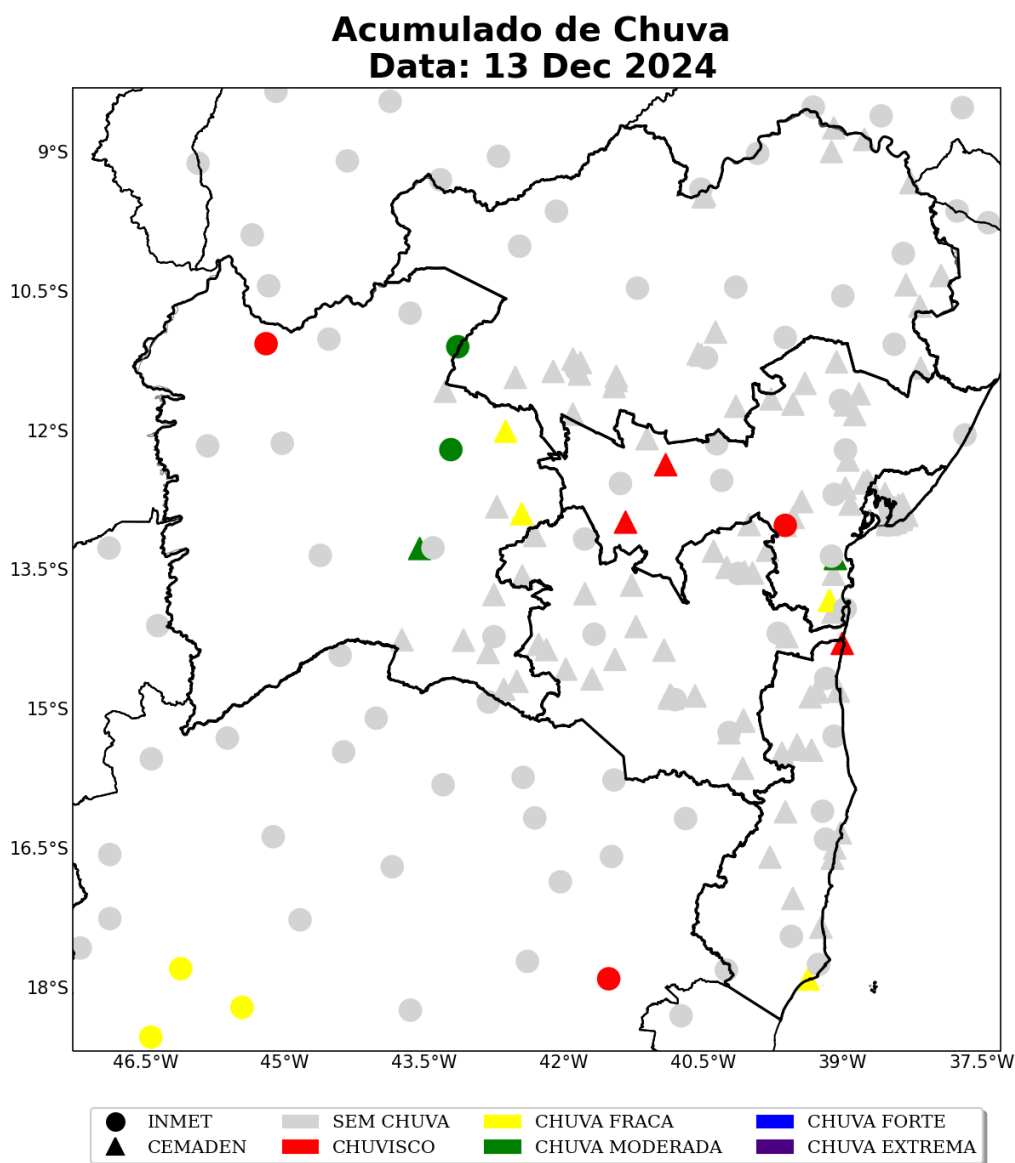 Acumulado de Chuva
Data: 13 Dec 2024
9°S
10.5°S
12°S
13.5°S
15°S
16.5°S
18°S
46.5°W 45°W 43.5°W 42°W 40.5°W 39°W 37.5°W
INMET SEM CHUVA CHUVA FRACA CHUVA FORTE
CEMADEN CHUVISCO CHUVA MODERADA CHUVA EXTREMA